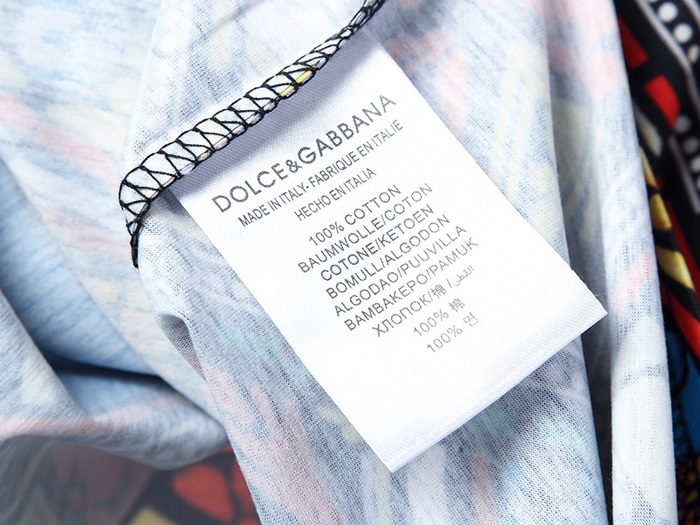 DOLCE&GABBANA
MADE IN ITALY-FABRIQUE EN ITALIE
HECHO EN ITALIA
100% COTTON
BAUMWOLLE/COTON
COTONE/KETOEN
BOMULL/ALGODON
ALGODAO/PUUVILLA
BAMBAKEPO/PAMUK
ХЛОПОК/棉/القطن
100% 棉
100% 면